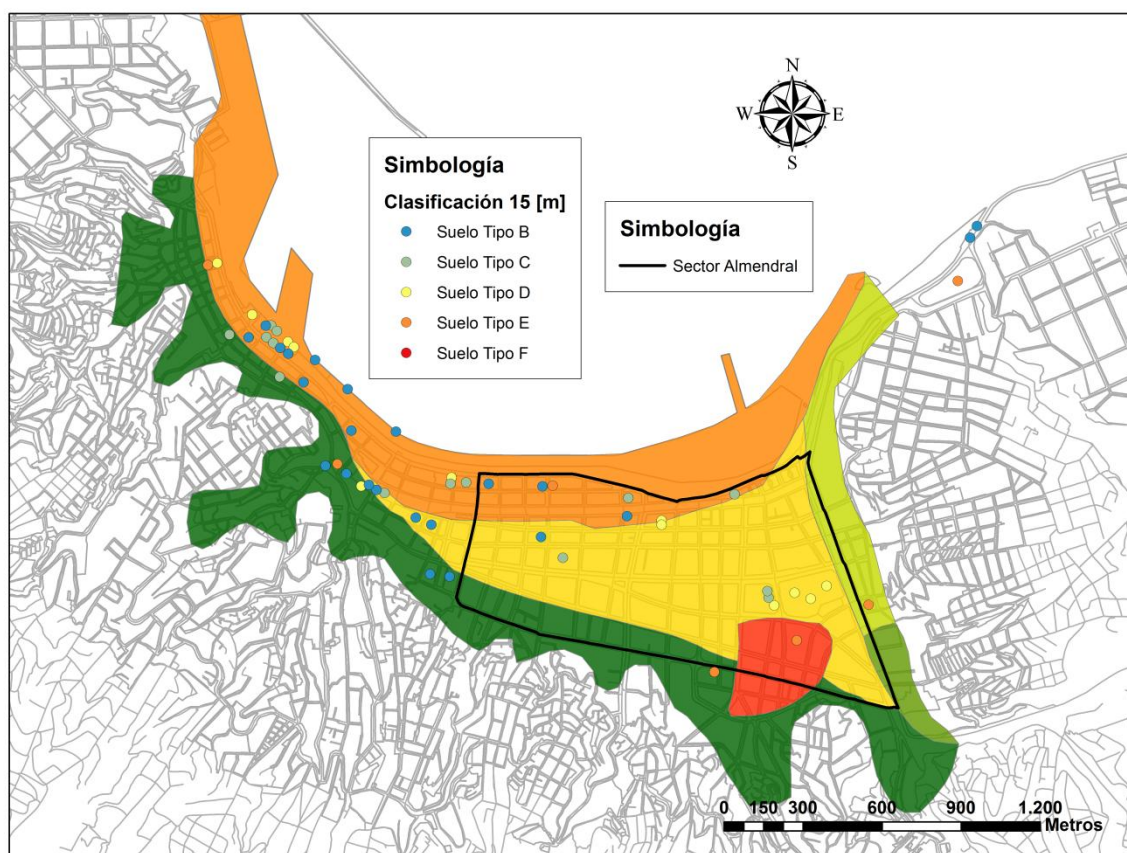 N
W E
S
Simbología
Clasificación 15 [m]
Suelo Tipo B
Suelo Tipo C
Suelo Tipo D
Suelo Tipo E
Suelo Tipo F
Simbología
Sector Almendral
0 150 300 600 900 1.200
Metros